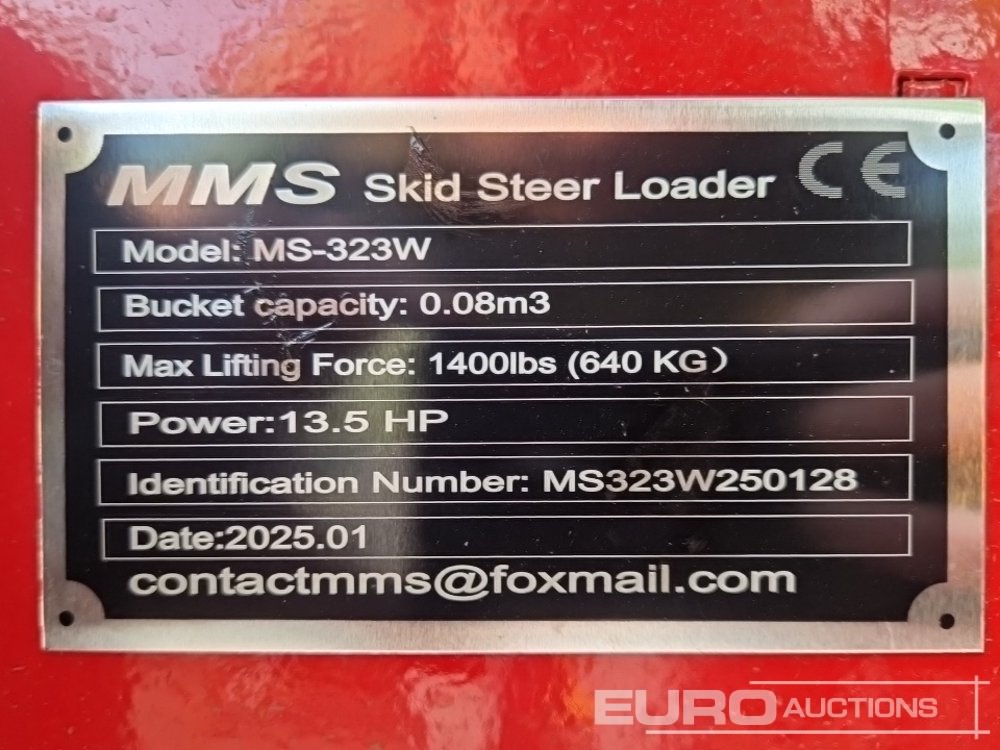 MMS Skid Steer Loader CE
Model: MS-323W
Bucket capacity: 0.08m3
Max Lifting Force: 1400lbs (640 KG）
Power:13.5 HP
Identification Number: MS323W250128
Date:2025.01
contactmms@foxmail.com
EURO AUCTIONS